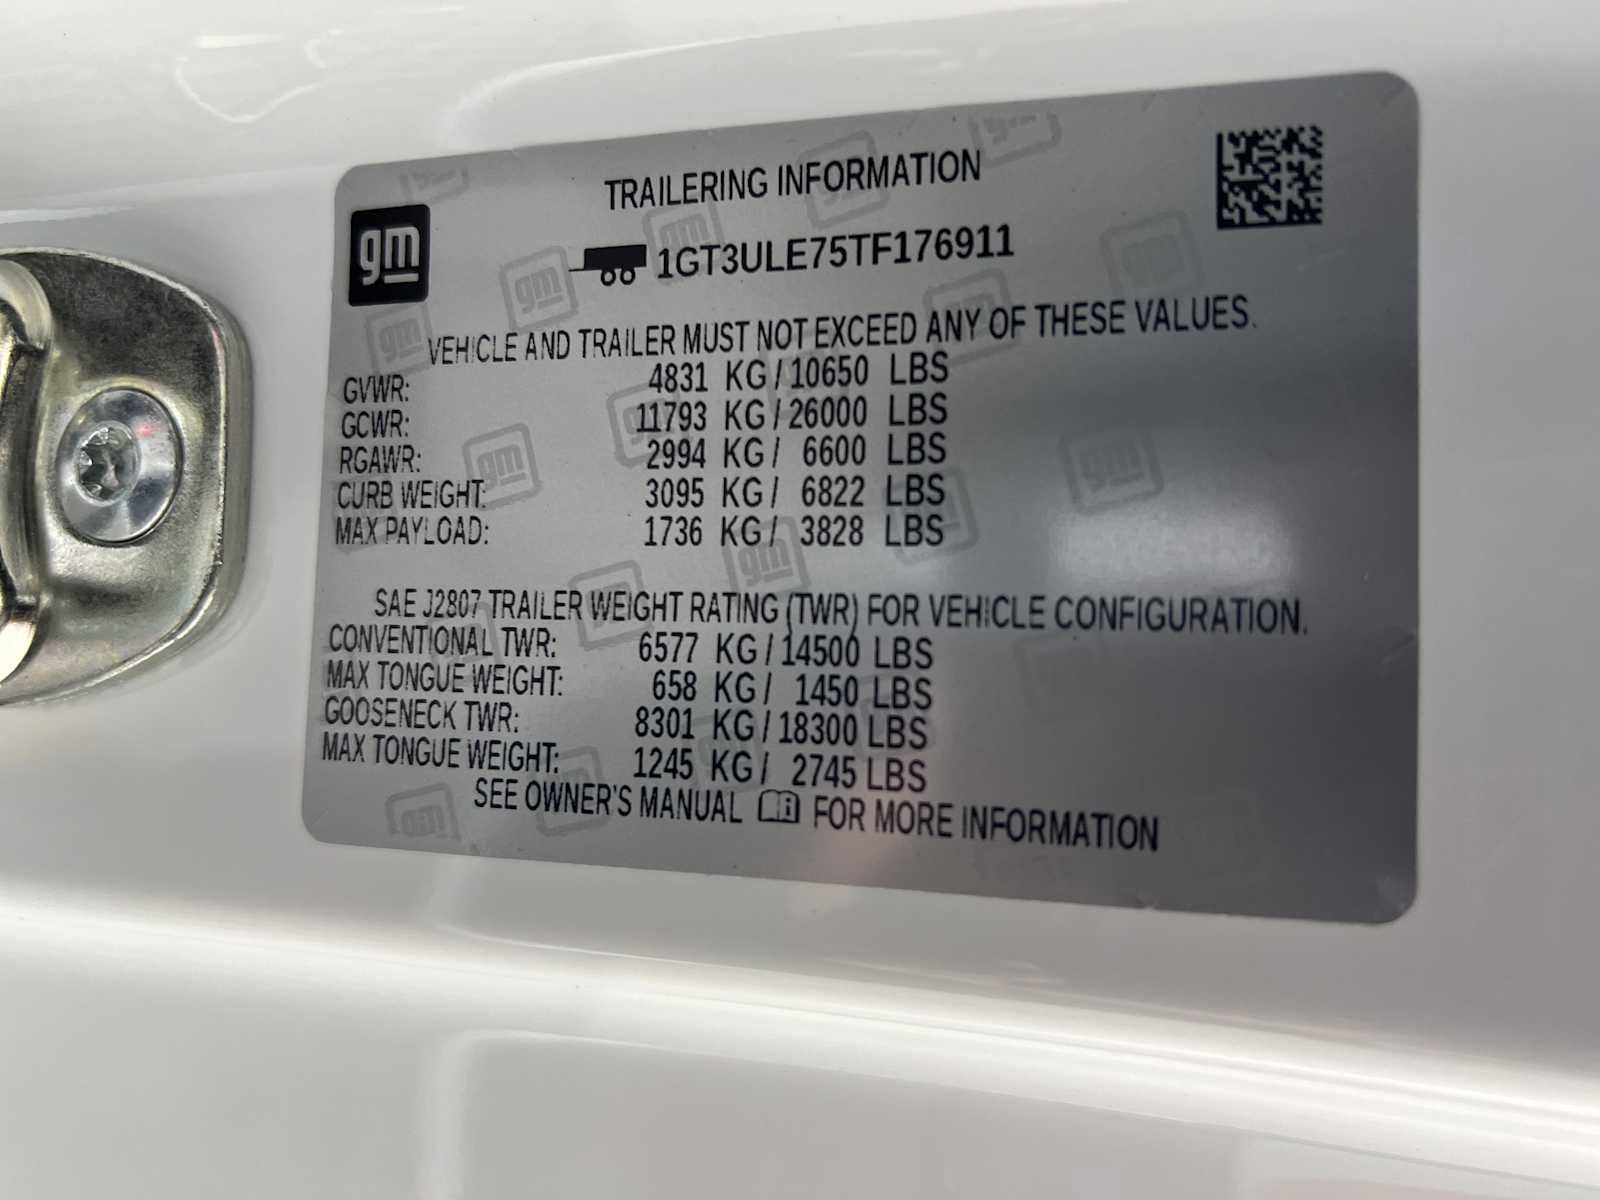 gm
TRAILERING INFORMATION
1GT3ULE75TF176911
VEHICLE AND TRAILER MUST NOT EXCEED ANY OF THESE VALUES.
GVWR: 4831 KG / 10650 LBS
GCWR: 11793 KG / 26000 LBS
RGAWR: 2994 KG / 6600 LBS
CURB WEIGHT: 3095 KG / 6822 LBS
MAX PAYLOAD: 1736 KG / 3828 LBS
SAE J2807 TRAILER WEIGHT RATING (TWR) FOR VEHICLE CONFIGURATION.
CONVENTIONAL TWR: 6577 KG / 14500 LBS
MAX TONGUE WEIGHT: 658 KG / 1450 LBS
GOOSENECK TWR: 8301 KG / 18300 LBS
MAX TONGUE WEIGHT: 1245 KG / 2745 LBS
SEE OWNER'S MANUAL i FOR MORE INFORMATION